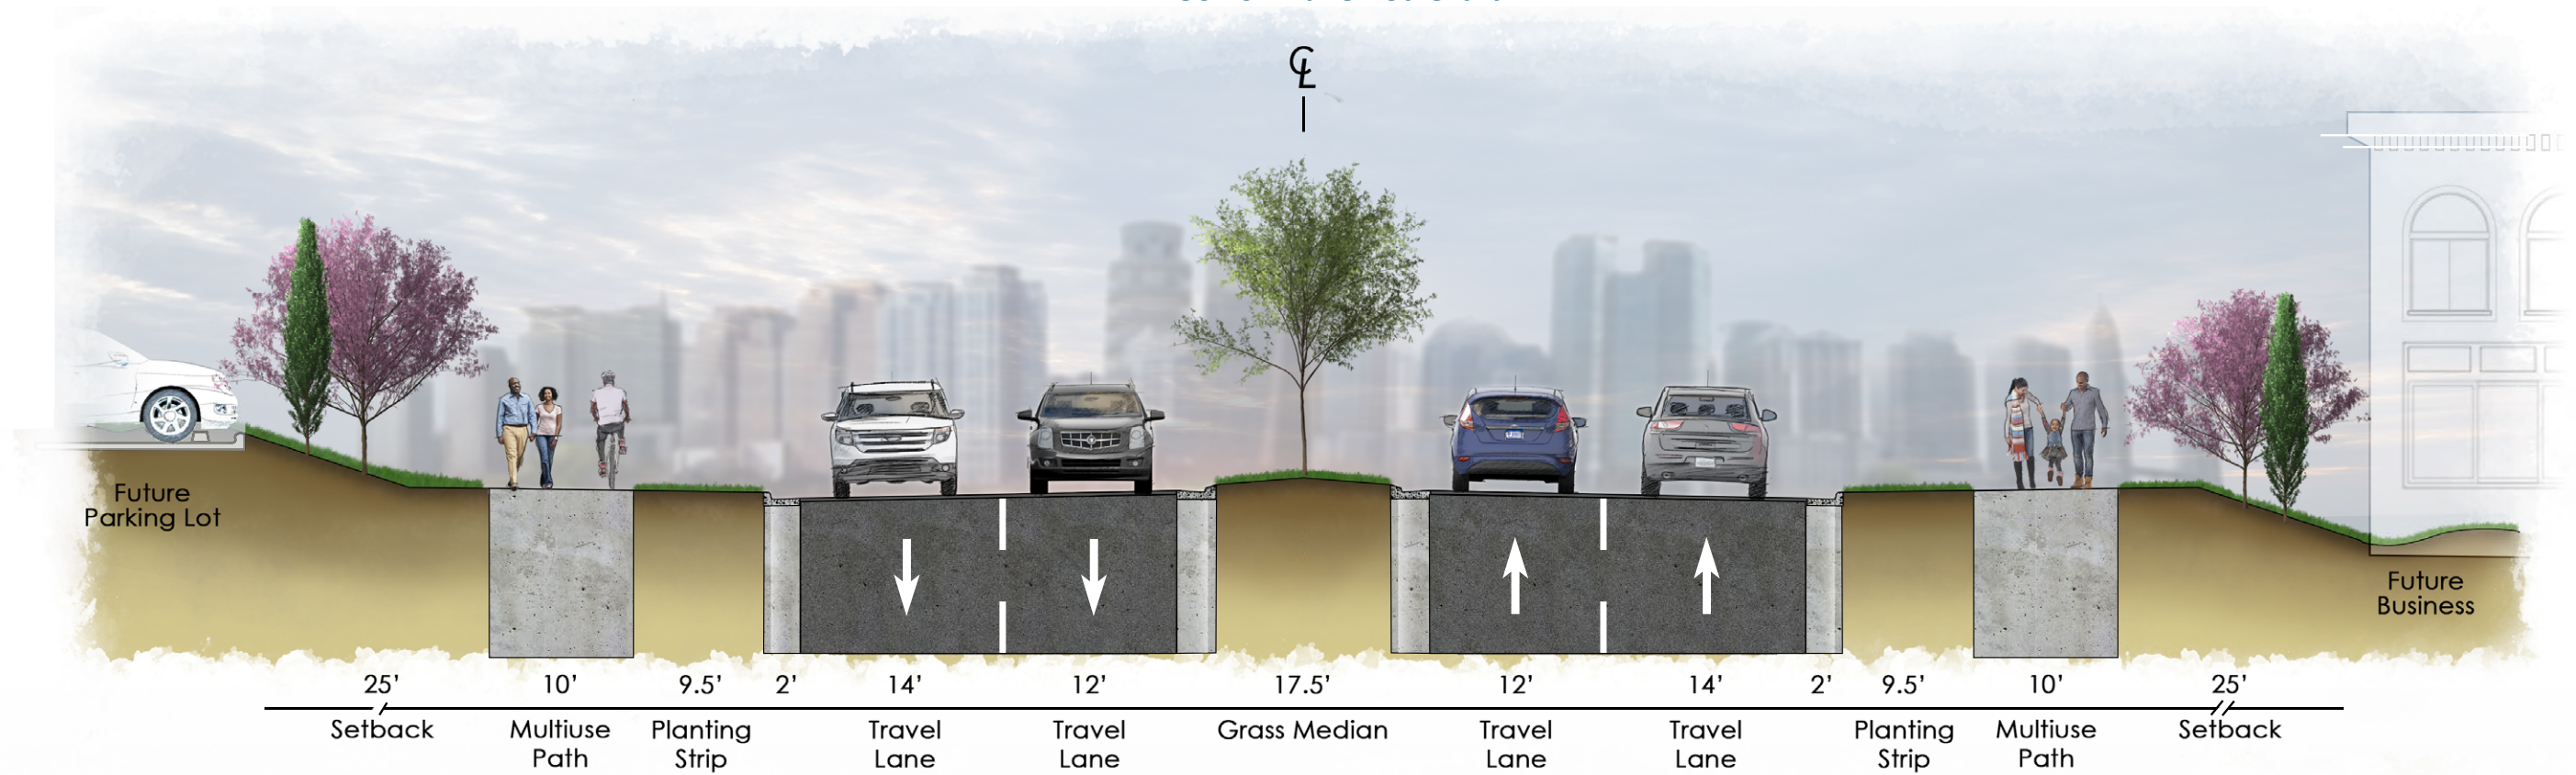 ℄
Future
Parking Lot
Future
Business
25’ 10’ 9.5’ 2’ 14’ 12’ 17.5’ 12’ 14’ 2’ 9.5’ 10’ 25’
Setback Multiuse Planting Travel Travel Grass Median Travel Travel Planting Multiuse Setback
Path Strip Lane Lane Lane Lane Strip Path